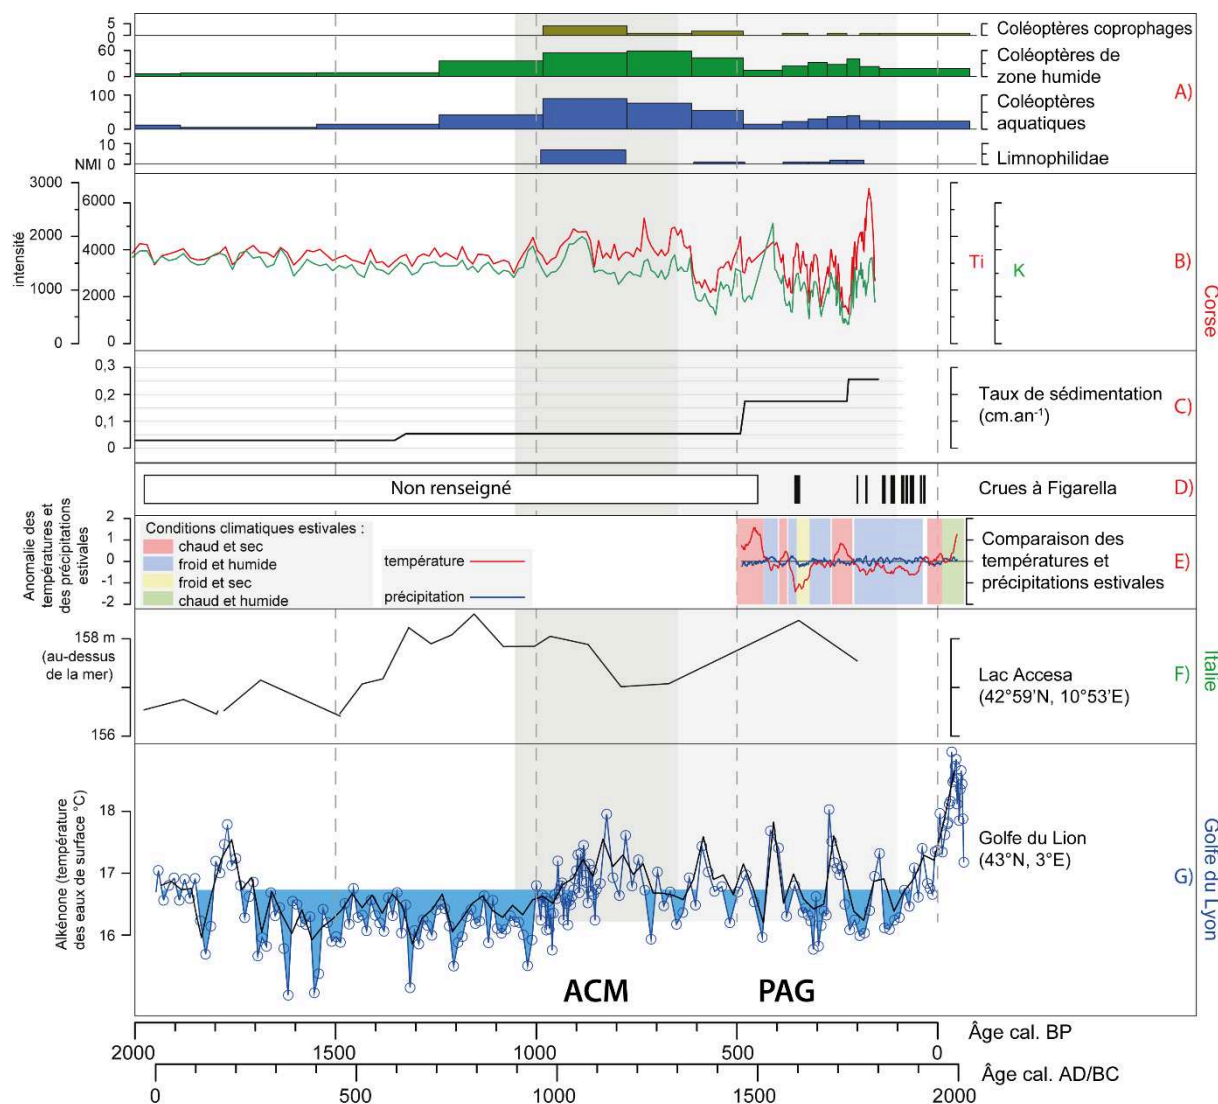 5
0
Coléoptères coprophages
60
0
Coléoptères de
zone humide
100
0
Coléoptères
aquatiques
A)
10
NMI 0
Limnophilidae
3000
2000
1000
0
6000
4000
2000
0
intensité
Ti
K
B)
Corse
0,3
0,2
0,1
0
Taux de sédimentation
(cm.an⁻¹)
C)
Non renseigné
Crues à Figarella
D)
Anomalie des
températures et
des précipitations
estivales
2
1
0
-1
-2
Conditions climatiques estivales :
chaud et sec
froid et humide
froid et sec
chaud et humide
température
précipitation
Comparaison des
températures et
précipitations estivales
E)
158 m
(au-dessus
de la mer)
156
Lac Accesa
(42°59'N, 10°53'E)
F)
Italie
Alkénone (température
des eaux de surface °C)
18
17
16
Golfe du Lion
(43°N, 3°E)
G)
Golfe du Lyon
ACM
PAG
2000
1500
1000
500
0
Âge cal. BP
0
500
1000
1500
2000
Âge cal. AD/BC